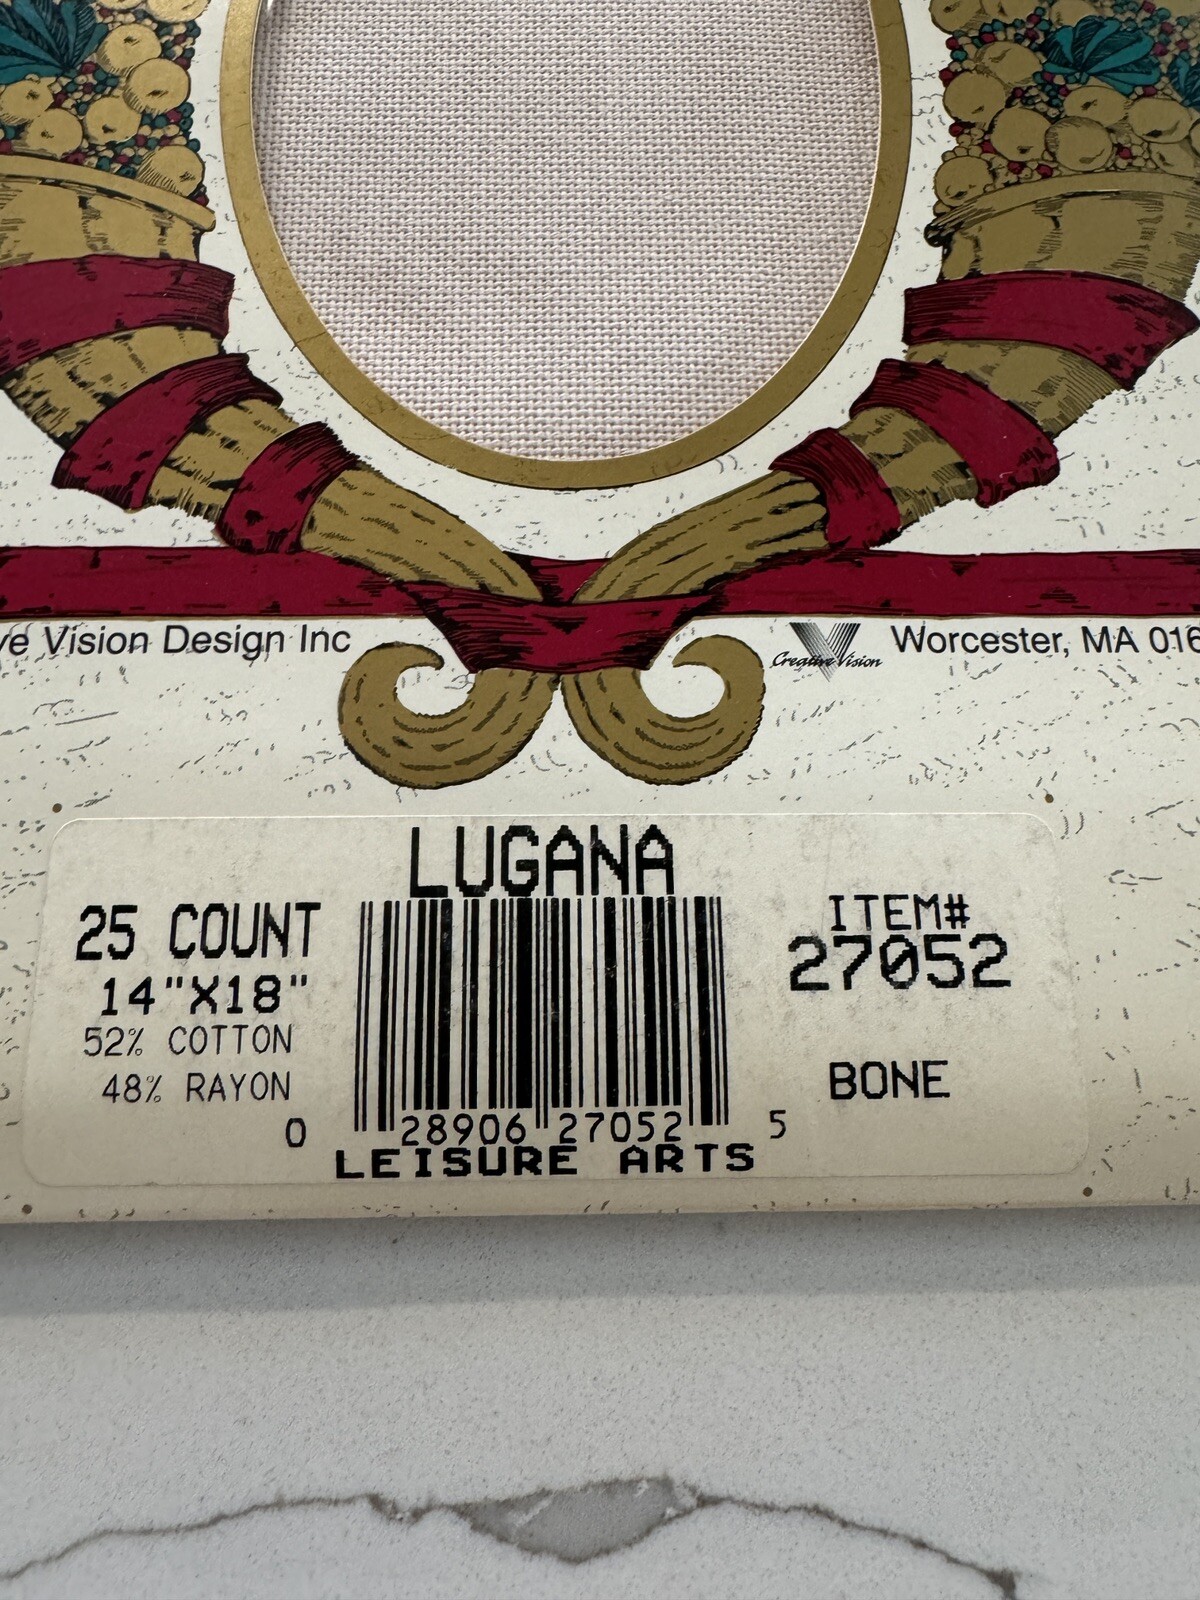 ve Vision Design Inc
Creative Vision
Worcester, MA 016
LUGANA
25 COUNT
14"X18"
52% COTTON
48% RAYON
ITEM#
27052
BONE
0 28906 27052 5
LEISURE ARTS